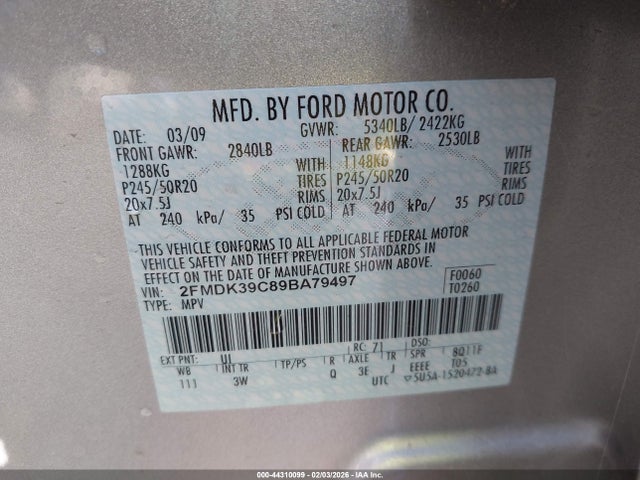 MFD. BY FORD MOTOR CO.
DATE: 03/09 GVWR: 5340LB/ 2422KG
FRONT GAWR: 2840LB REAR GAWR: 2530LB
1288KG WITH 1148KG WITH
P245/50R20 TIRES P245/50R20 TIRES
20x7.5J RIMS 20x7.5J RIMS
AT 240 kPa/ 35 PSI COLD AT 240 kPa/ 35 PSI COLD
THIS VEHICLE CONFORMS TO ALL APPLICABLE FEDERAL MOTOR
VEHICLE SAFETY AND THEFT PREVENTION STANDARDS IN
EFFECT ON THE DATE OF MANUFACTURE SHOWN ABOVE.
VIN: 2FMDK39C89BA79497 F0060
TYPE: MPV T0260
EXT PNT: UI RC: 71 DSO:
WB INT TR TP/PS R AXLE TR SPR 8Q11F
111 3W Q 3E J EEEE T05
UTC ▽5U5A-1520472-BA
000-44310099 - 02/03/2026 - IAA Inc.